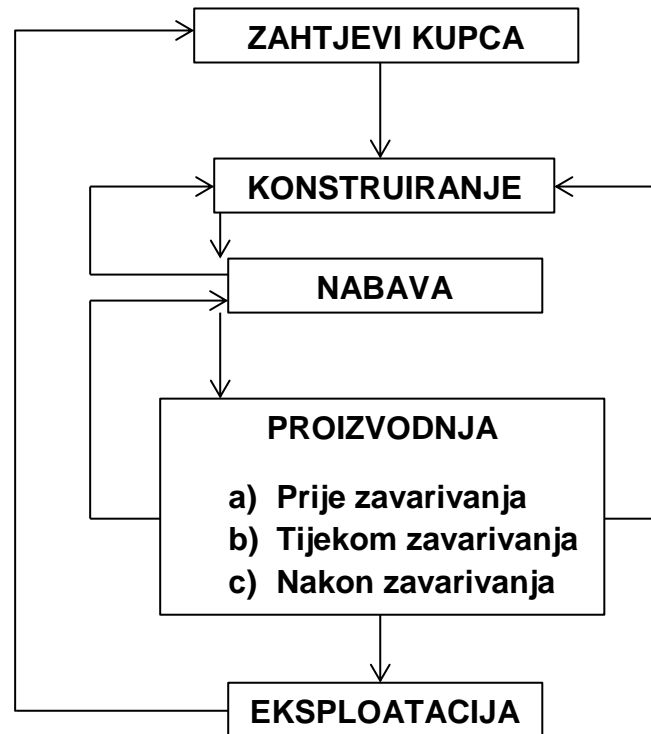 ZAHTJEVI KUPCA
KONSTRUIRANJE
NABAVA
PROIZVODNJA
a) Prije zavarivanja
b) Tijekom zavarivanja
c) Nakon zavarivanja
EKSPLOATACIJA